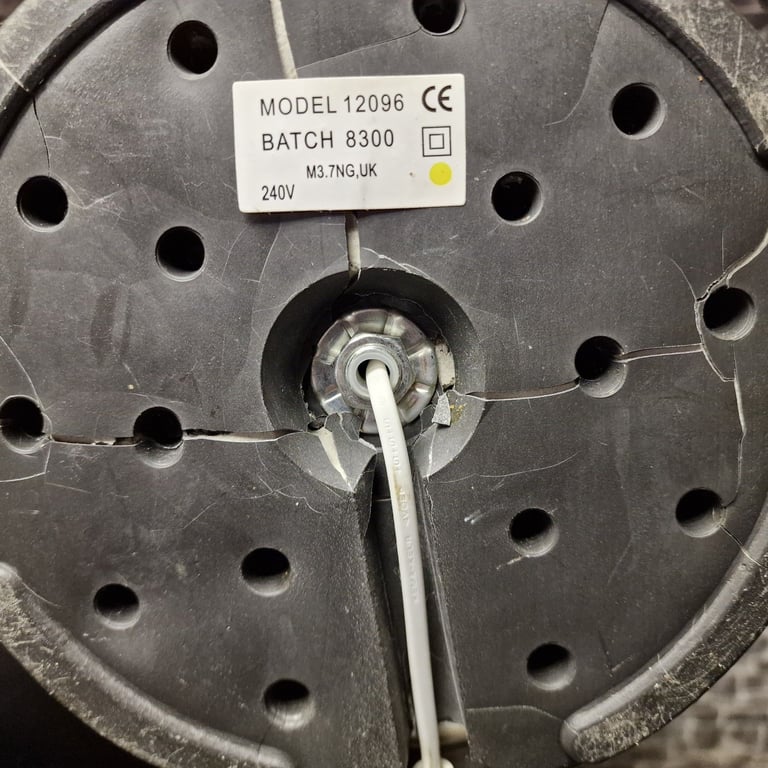 MODEL 12096 CE
BATCH 8300
M3.7NG,UK
240V